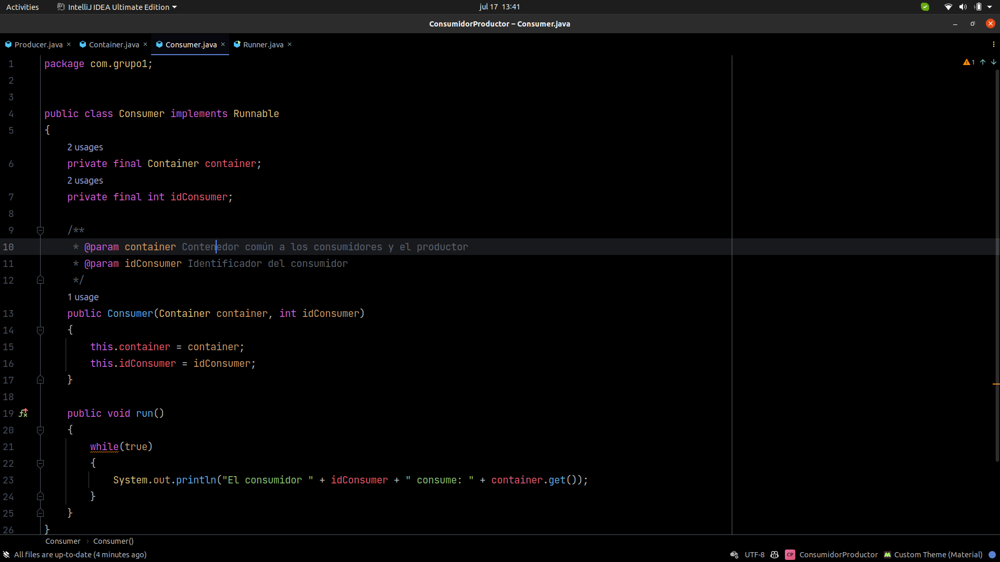 Activities IntelliJ IDEA Ultimate Edition jul 17 13:41
ConsumidorProductor – Consumer.java
Producer.java Container.java Consumer.java Runner.java
1 package com.grupo1; 1
2
3
4 public class Consumer implements Runnable
5 {
2 usages
6 private final Container container;
2 usages
7 private final int idConsumer;
8
9 /**
10 * @param container Contenedor común a los consumidores y el productor
11 * @param idConsumer Identificador del consumidor
12 */
1 usage
13 public Consumer(Container container, int idConsumer)
14 {
15 this.container = container;
16 this.idConsumer = idConsumer;
17 }
18
19 public void run()
20 {
21 while(true)
22 {
23 System.out.println("El consumidor " + idConsumer + " consume: " + container.get());
24 }
25 }
26 }
Consumer › Consumer()
All files are up-to-date (4 minutes ago) UTF-8 CP ConsumidorProductor Custom Theme (Material)